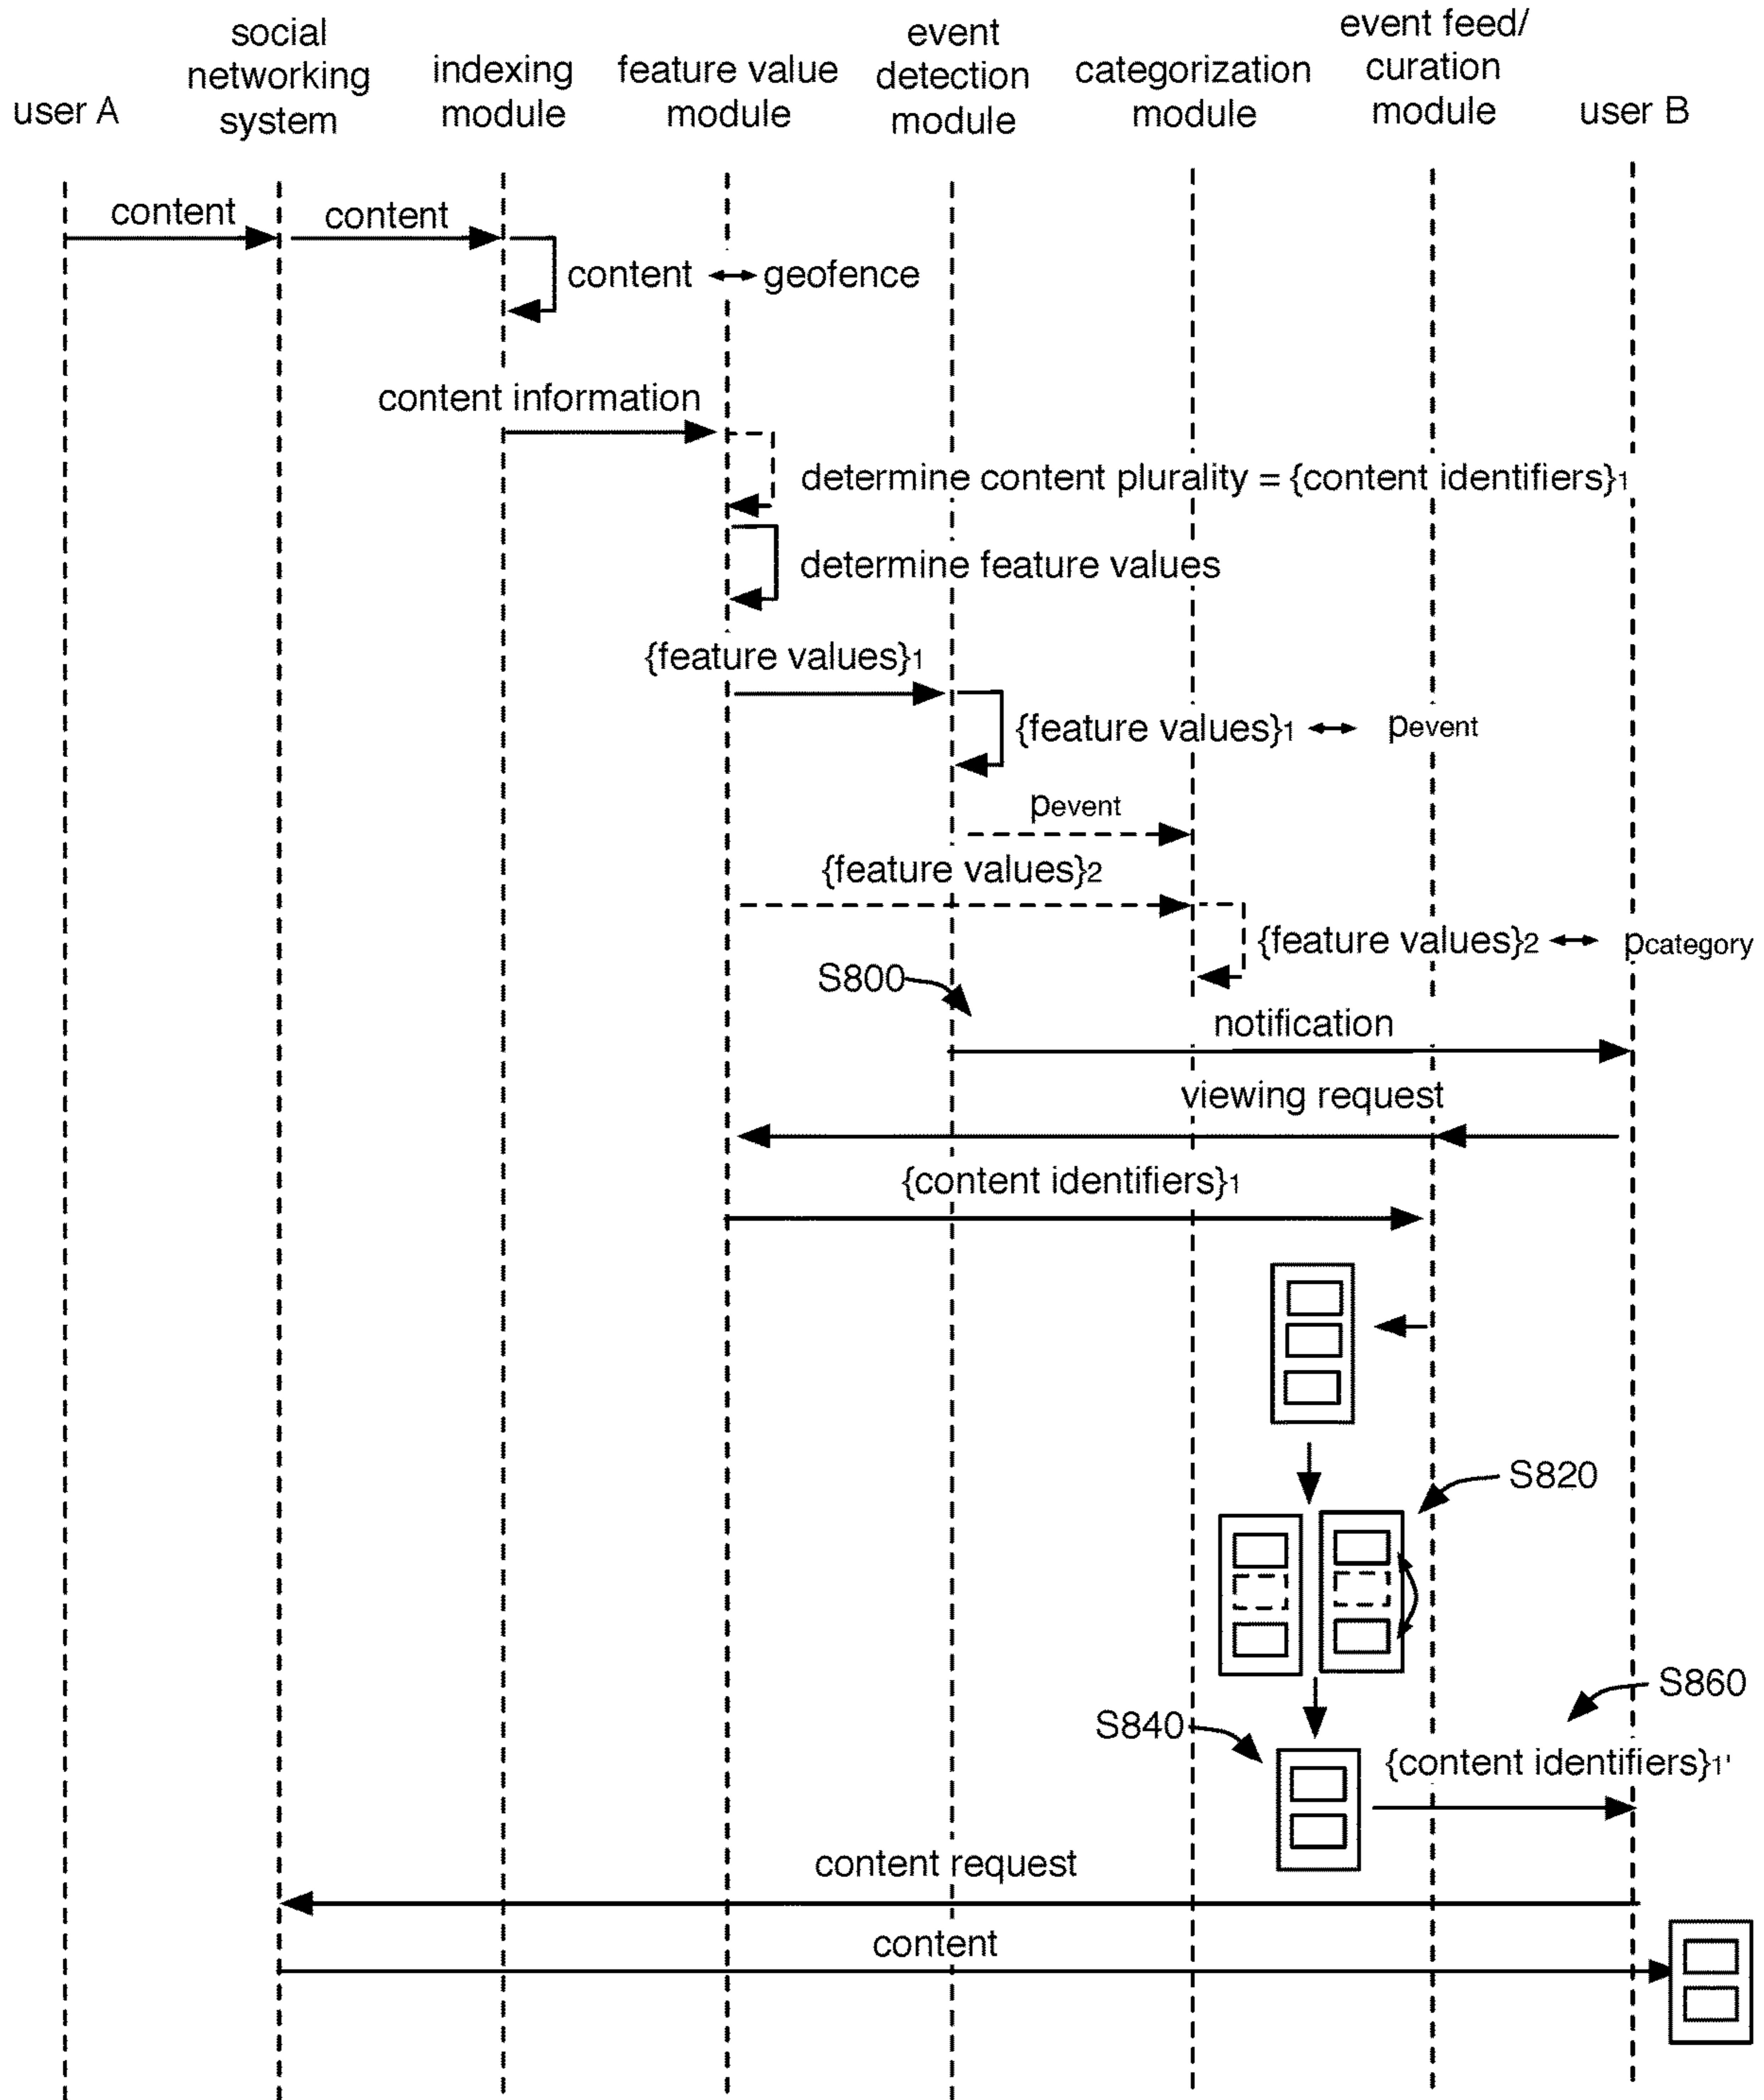 user A
social
networking
system
indexing
module
feature value
module
event
detection
module
categorization
module
event feed/
curation
module
user B
content
content
content ↔ geofence
content information
determine content plurality = {content identifiers}1
determine feature values
{feature values}1
{feature values}1 ↔ pevent
pevent
{feature values}2
{feature values}2 ↔ pcategory
S800
notification
viewing request
{content identifiers}1
S820
S860
S840
{content identifiers}1'
content request
content